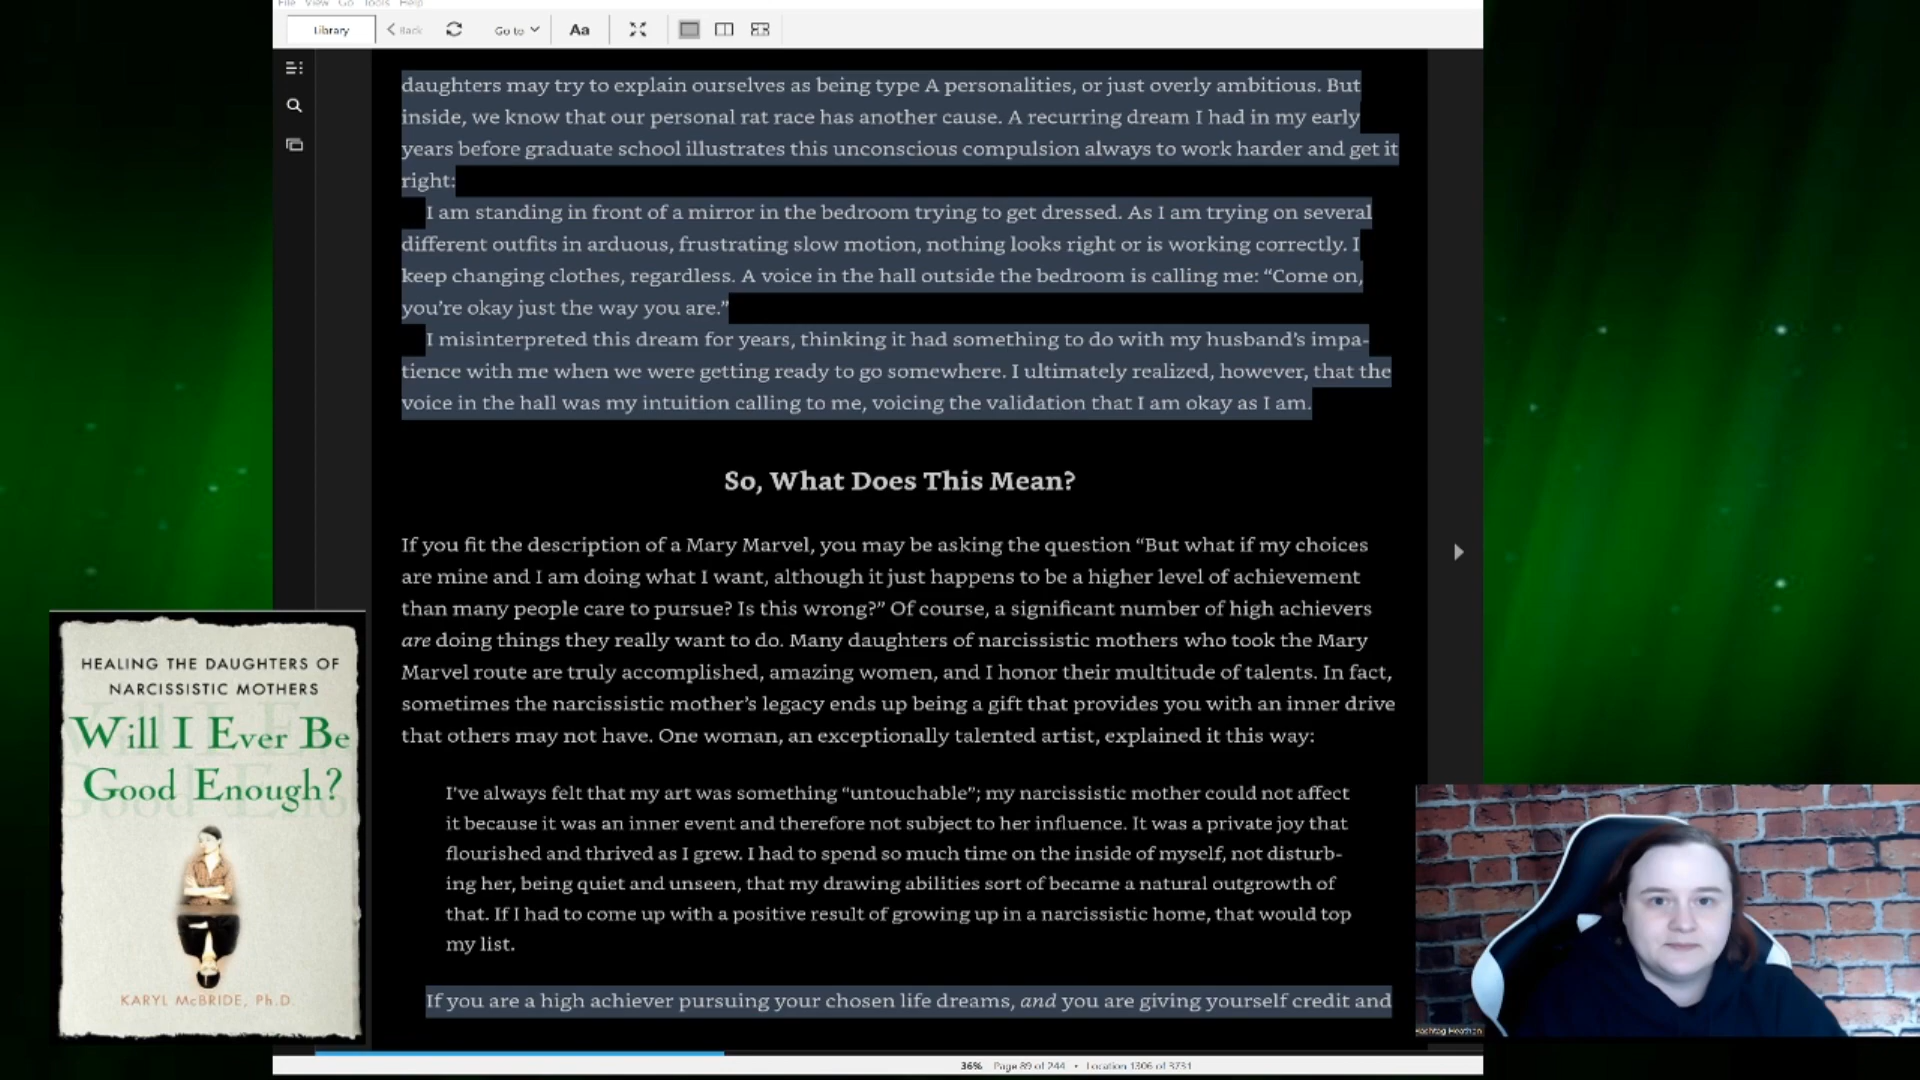 File View Go Tools Help
Library
Back
Go to
Aa
daughters may try to explain ourselves as being type A personalities, or just overly ambitious. But
inside, we know that our personal rat race has another cause. A recurring dream I had in my early
years before graduate school illustrates this unconscious compulsion always to work harder and get it
right:
I am standing in front of a mirror in the bedroom trying to get dressed. As I am trying on several
different outfits in arduous, frustrating slow motion, nothing looks right or is working correctly. I
keep changing clothes, regardless. A voice in the hall outside the bedroom is calling me: “Come on,
you’re okay just the way you are.”
I misinterpreted this dream for years, thinking it had something to do with my husband’s impa-
tience with me when we were getting ready to go somewhere. I ultimately realized, however, that the
voice in the hall was my intuition calling to me, voicing the validation that I am okay as I am.
So, What Does This Mean?
If you fit the description of a Mary Marvel, you may be asking the question “But what if my choices
are mine and I am doing what I want, although it just happens to be a higher level of achievement
than many people care to pursue? Is this wrong?” Of course, a significant number of high achievers
are doing things they really want to do. Many daughters of narcissistic mothers who took the Mary
Marvel route are truly accomplished, amazing women, and I honor their multitude of talents. In fact,
sometimes the narcissistic mother’s legacy ends up being a gift that provides you with an inner drive
that others may not have. One woman, an exceptionally talented artist, explained it this way:
I’ve always felt that my art was something “untouchable”; my narcissistic mother could not affect
it because it was an inner event and therefore not subject to her influence. It was a private joy that
flourished and thrived as I grew. I had to spend so much time on the inside of myself, not disturb-
ing her, being quiet and unseen, that my drawing abilities sort of became a natural outgrowth of
that. If I had to come up with a positive result of growing up in a narcissistic home, that would top
my list.
If you are a high achiever pursuing your chosen life dreams, and you are giving yourself credit and
36% Page 89 of 244 • Location 1306 of 3731
HEALING THE DAUGHTERS OF
NARCISSISTIC MOTHERS
Will I Ever Be
Good Enough?
KARYL McBRIDE, Ph.D.
Hashtag Heathen